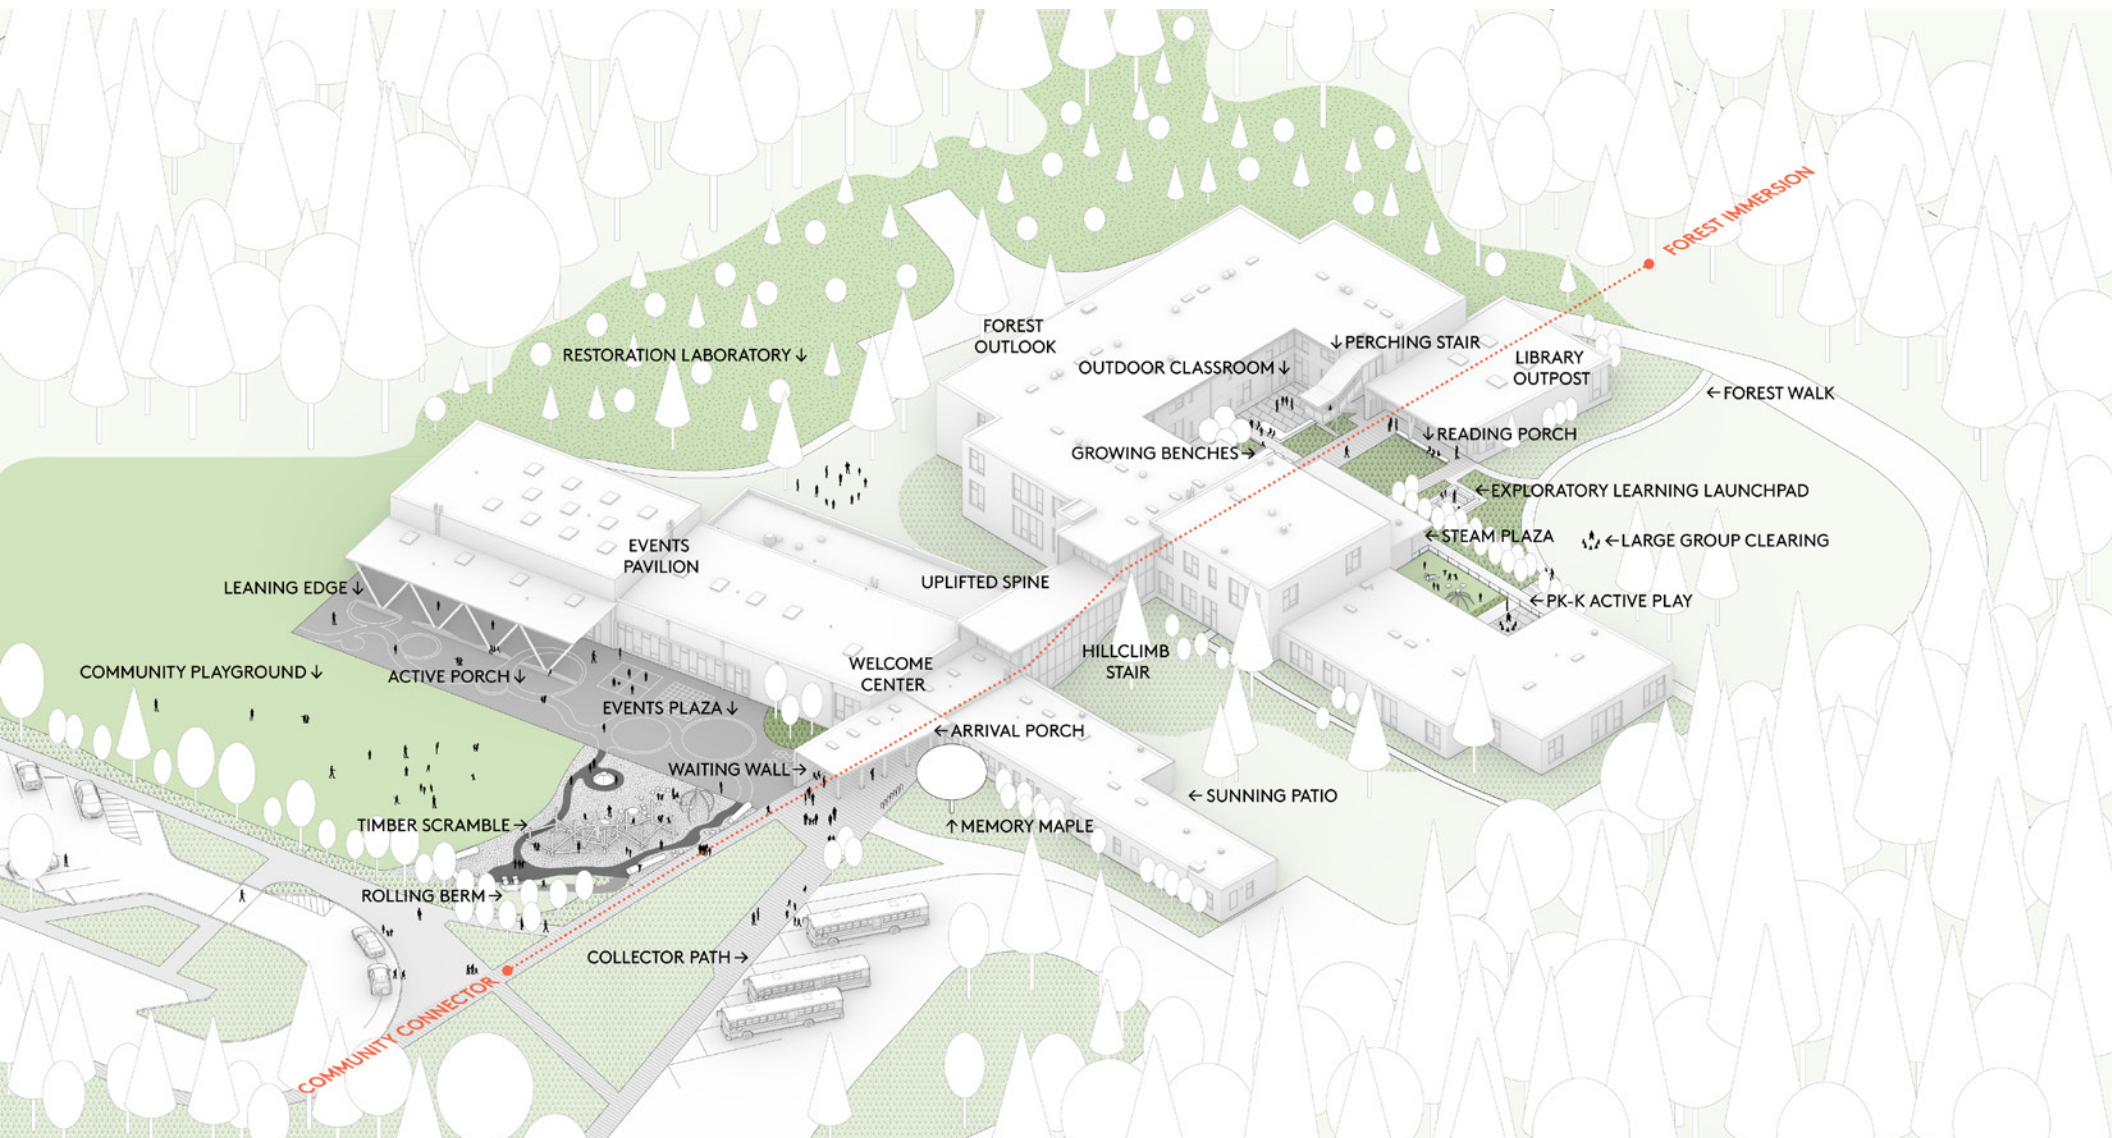 FOREST IMMERSION
FOREST
OUTLOOK
↓PERCHING STAIR
RESTORATION LABORATORY↓
OUTDOOR CLASSROOM↓
LIBRARY
OUTPOST
←FOREST WALK
↓READING PORCH
GROWING BENCHES→
←EXPLORATORY LEARNING LAUNCHPAD
←STEAM PLAZA
←LARGE GROUP CLEARING
EVENTS
PAVILION
LEANING EDGE↓
UPLIFTED SPINE
←PK-K ACTIVE PLAY
COMMUNITY PLAYGROUND↓
ACTIVE PORCH↓
WELCOME
CENTER
HILLCLIMB
STAIR
EVENTS PLAZA↓
←ARRIVAL PORCH
WAITING WALL→
←SUNNING PATIO
TIMBER SCRAMBLE→
↑MEMORY MAPLE
ROLLING BERM→
COLLECTOR PATH→
COMMUNITY CONNECTOR